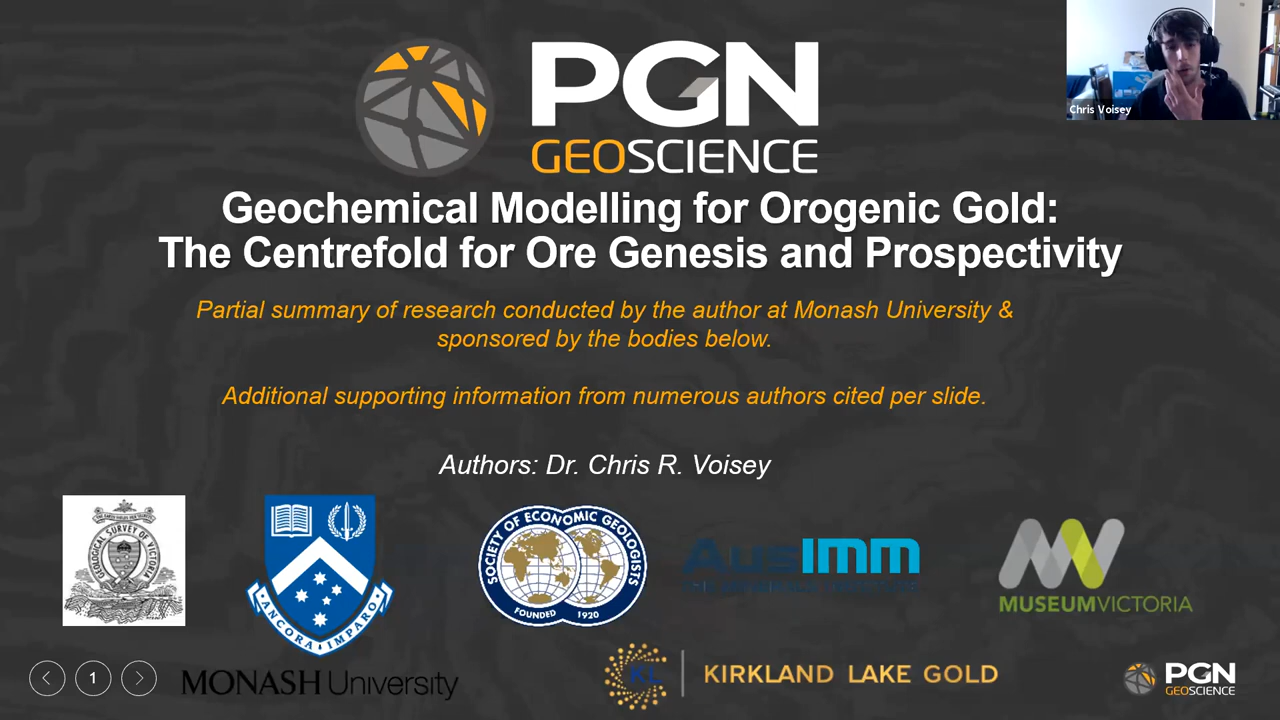 PGN
GEOSCIENCE
Chris Voisey
Geochemical Modelling for Orogenic Gold:
The Centrefold for Ore Genesis and Prospectivity
Partial summary of research conducted by the author at Monash University &
sponsored by the bodies below.
Additional supporting information from numerous authors cited per slide.
Authors: Dr. Chris R. Voisey
GEOLOGICAL SURVEY OF VICTORIA
ANCORA IMPARO
MONASH University
SOCIETY OF ECONOMIC GEOLOGISTS
FOUNDED 1920
AusIMM
MUSEUMVICTORIA
1
KL
KIRKLAND LAKE GOLD
PGN
GEOSCIENCE